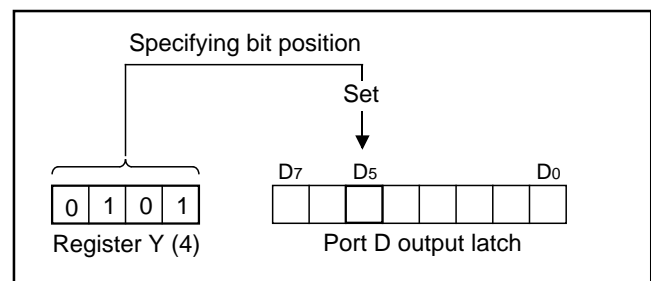 Specifying bit position
Set
D7 D5 D0
0 1 0 1
Register Y (4)
Port D output latch